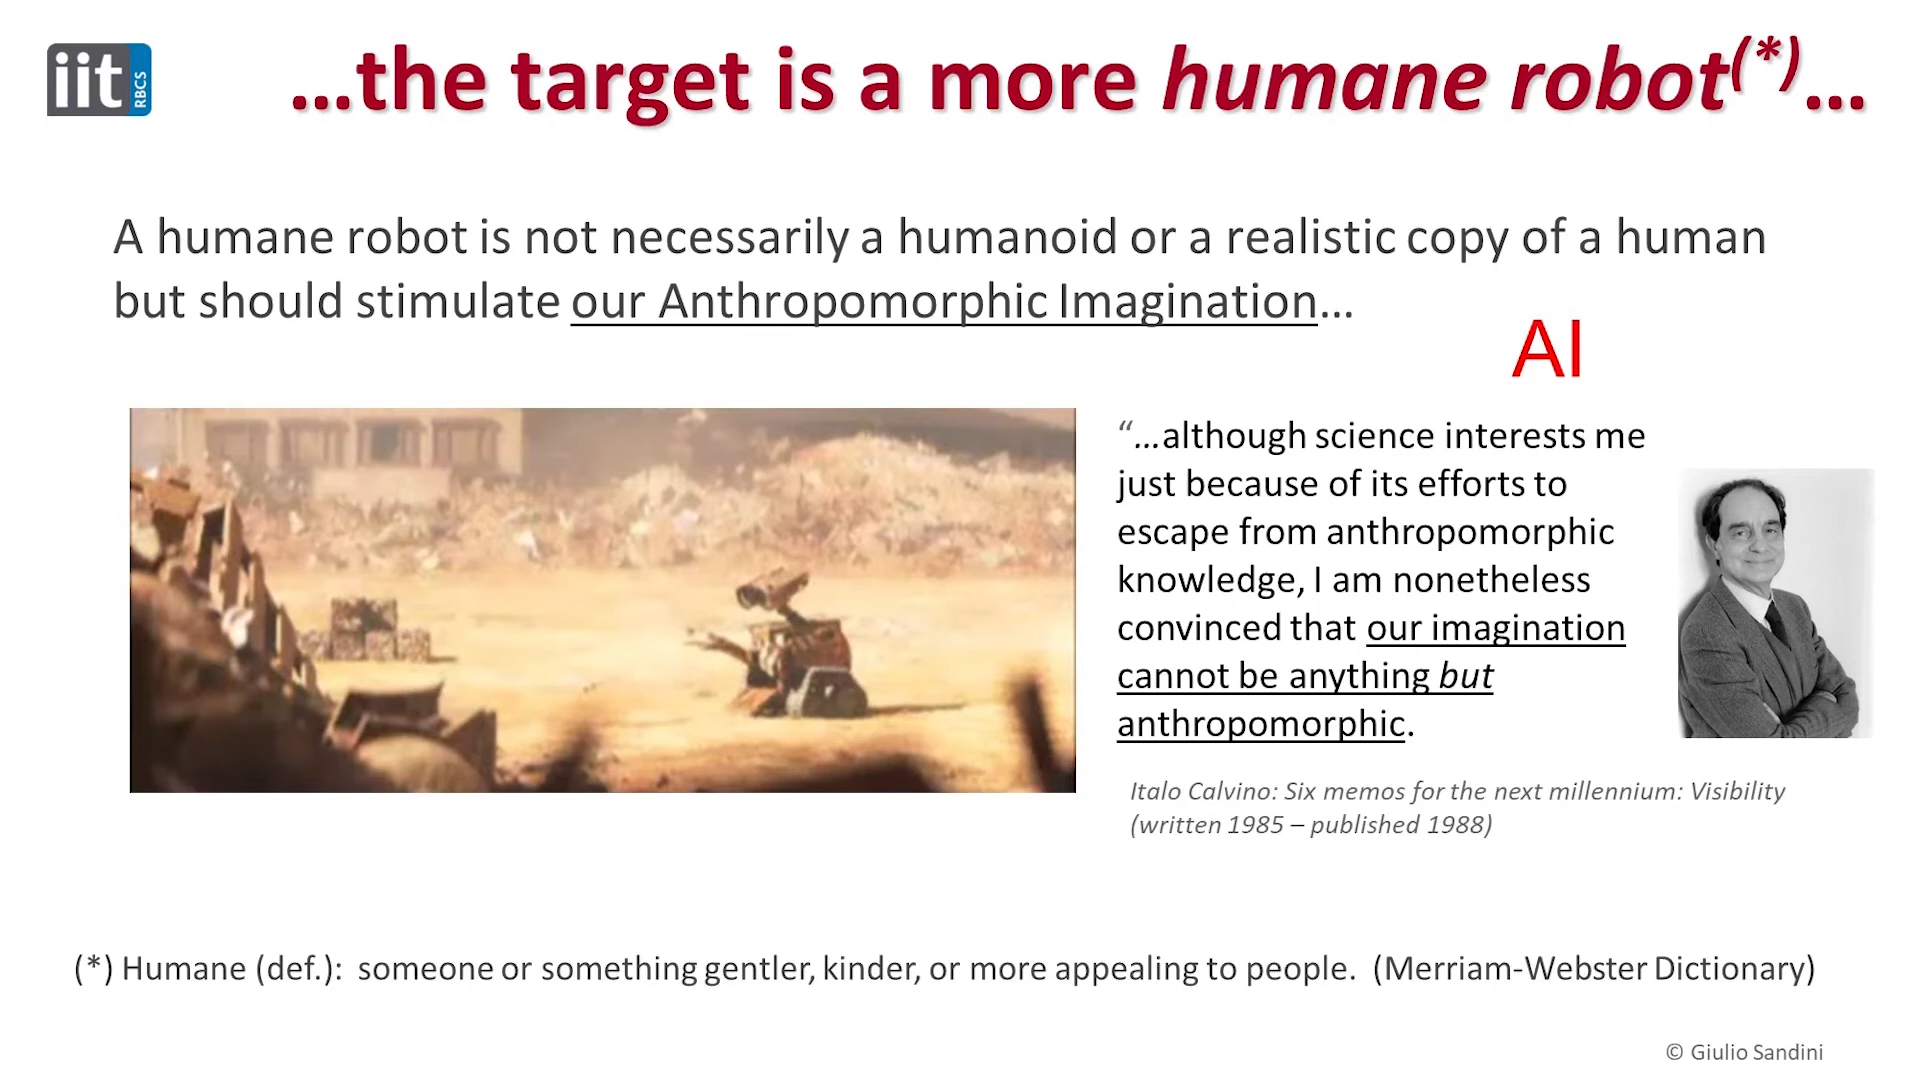 iit
RBCS
...the target is a more humane robot(*)...
A humane robot is not necessarily a humanoid or a realistic copy of a human
but should stimulate our Anthropomorphic Imagination...
AI
“...although science interests me
just because of its efforts to
escape from anthropomorphic
knowledge, I am nonetheless
convinced that our imagination
cannot be anything but
anthropomorphic.
Italo Calvino: Six memos for the next millennium: Visibility
(written 1985 – published 1988)
(*) Humane (def.): someone or something gentler, kinder, or more appealing to people. (Merriam-Webster Dictionary)
© Giulio Sandini